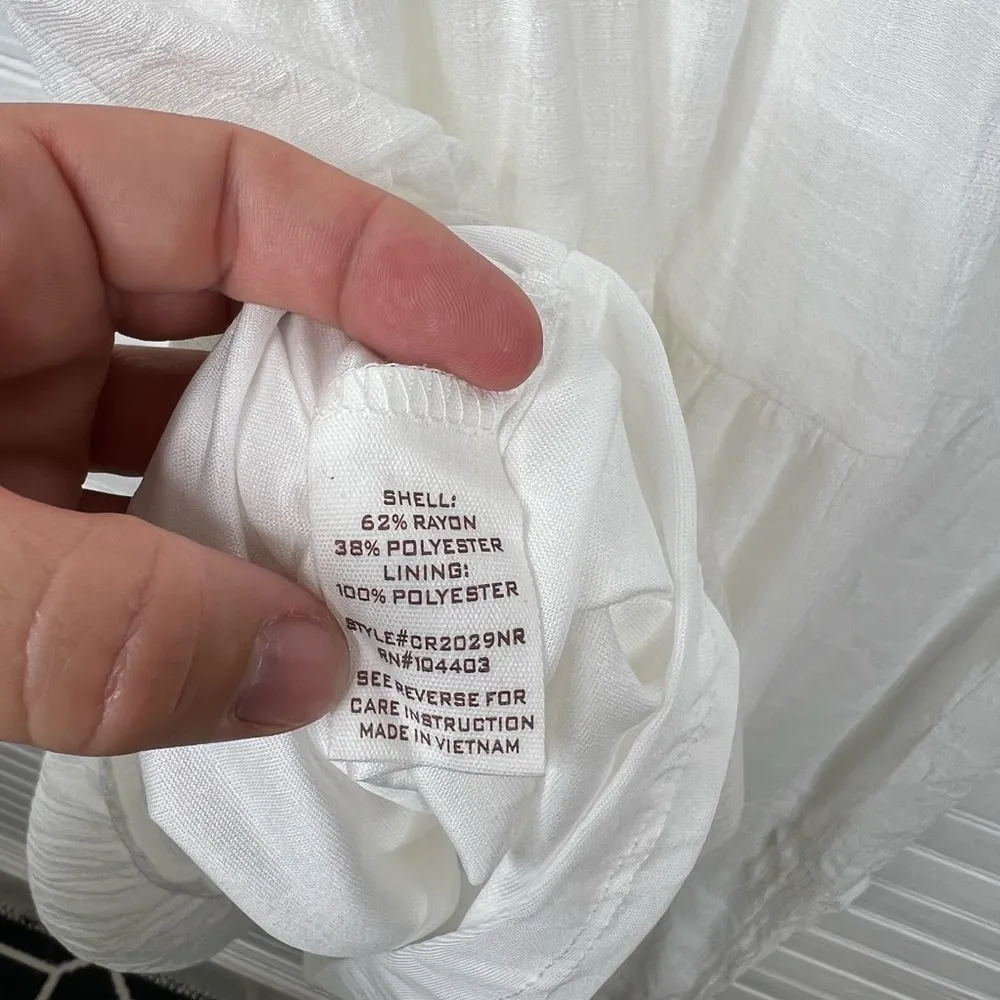 SHELL:
62% RAYON
38% POLYESTER
LINING:
100% POLYESTER
STYLE#CR2029NR
RN#104403
SEE REVERSE FOR
CARE INSTRUCTION
MADE IN VIETNAM